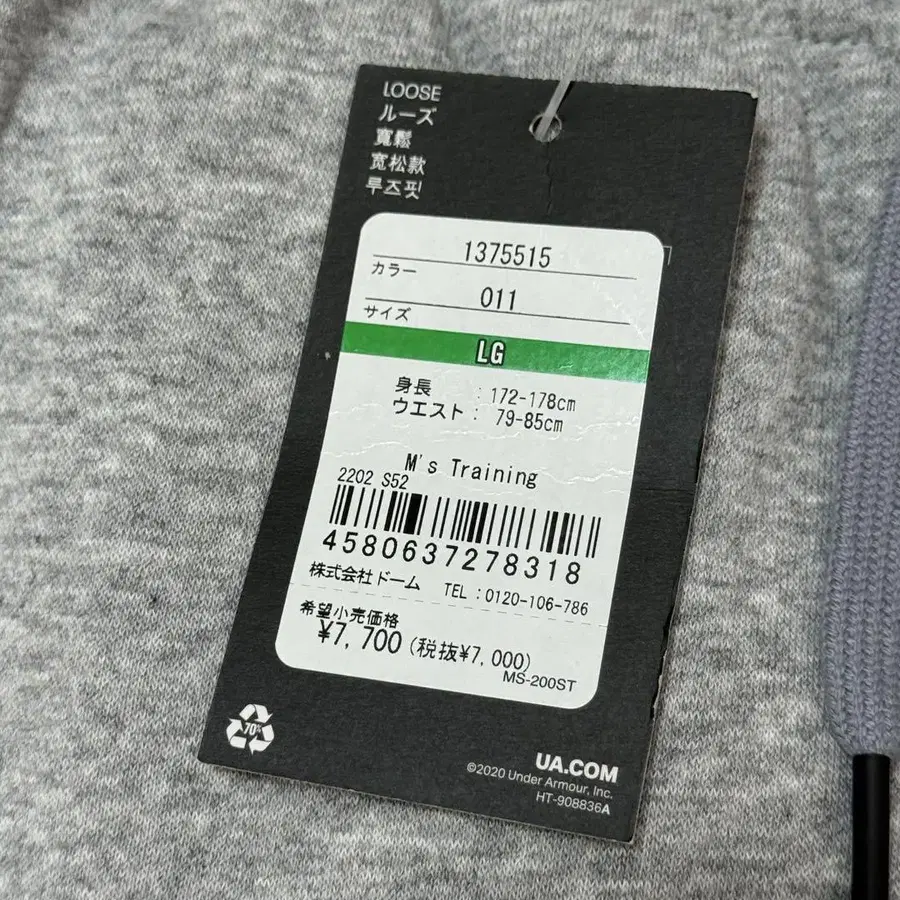 LOOSE
ルーズ
寬鬆
宽松款
루즈핏
1375515
カラー
011
サイズ
LG
身長 : 172-178cm
ウエスト : 79-85cm
M's Training
2202 S52
4580637278318
株式会社ドーム TEL : 0120-106-786
希望小売価格
¥7,700 (税抜¥7,000)
MS-200ST
70%
UA.COM
©2020 Under Armour, Inc.
HT-908836A